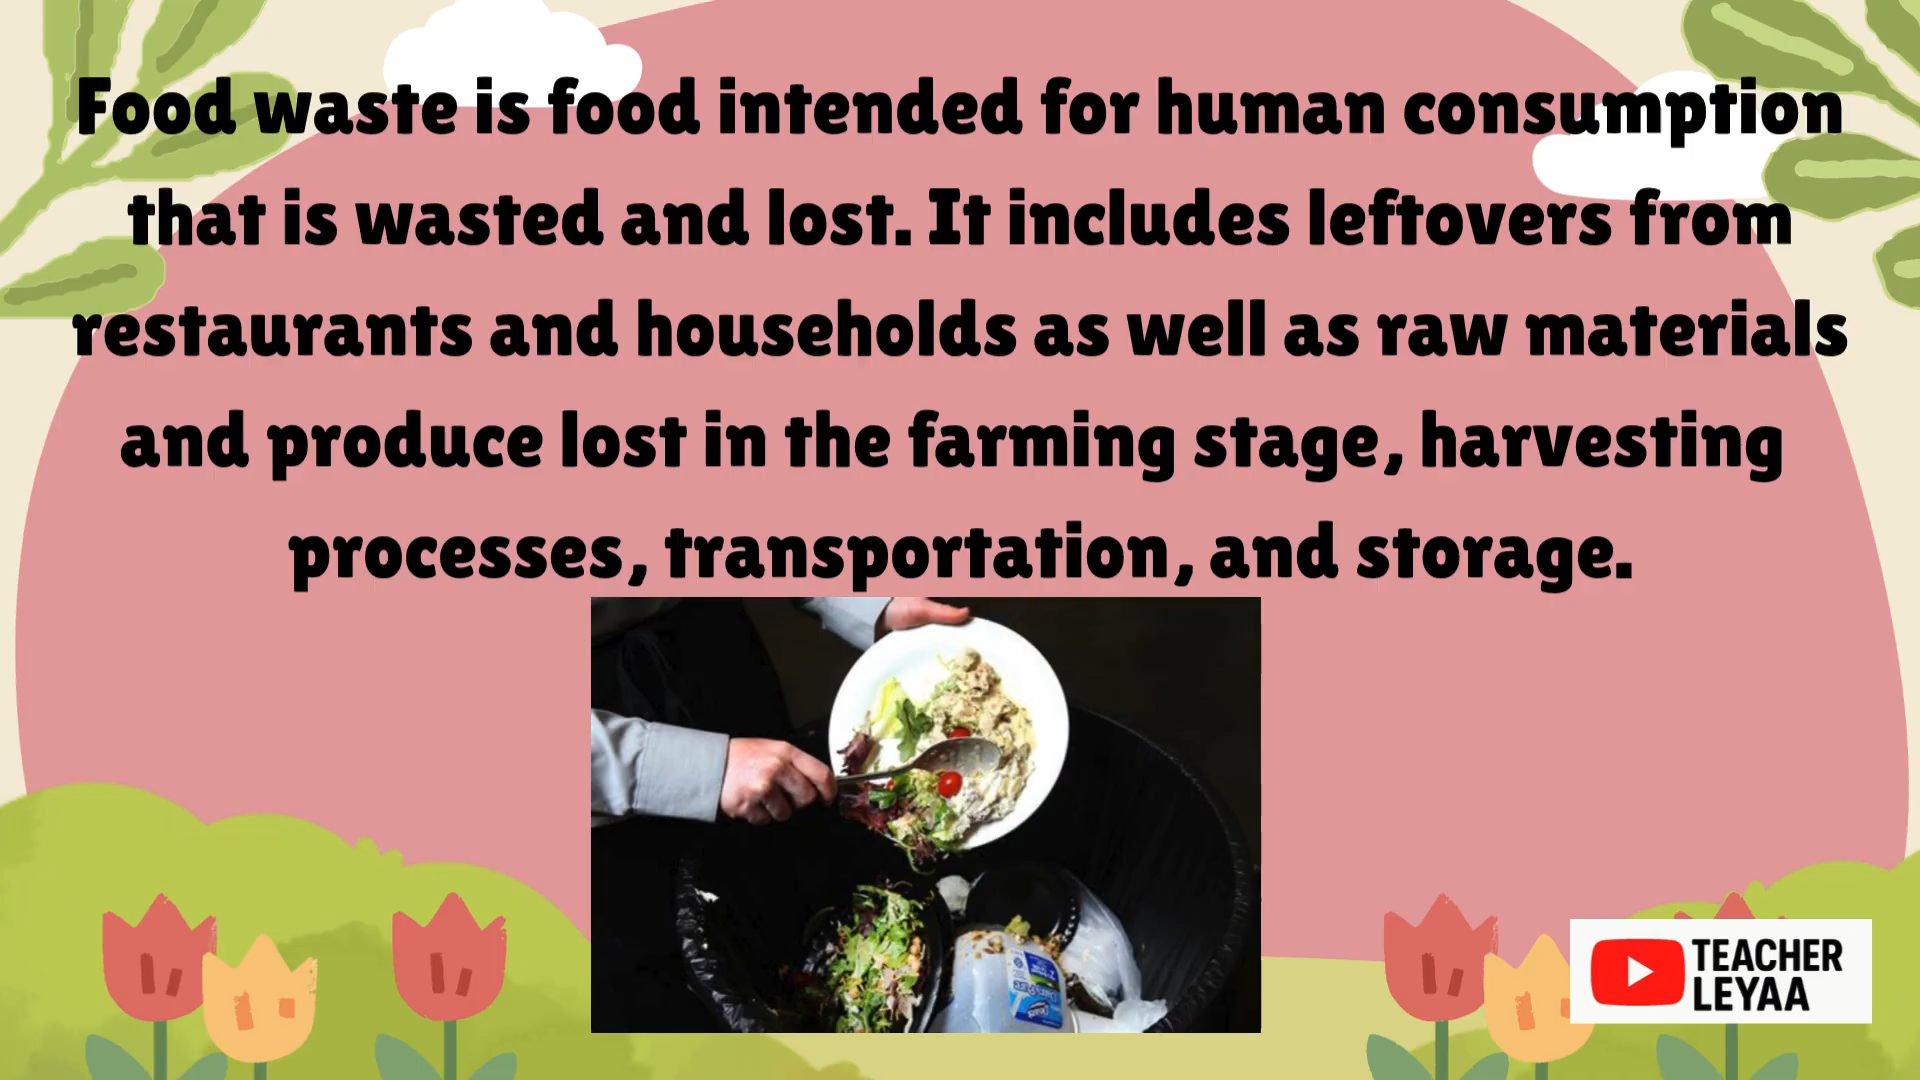 Food waste is food intended for human consumption
that is wasted and lost. It includes leftovers from
restaurants and households as well as raw materials
and produce lost in the farming stage, harvesting
processes, transportation, and storage.
TEACHER
LEYAA